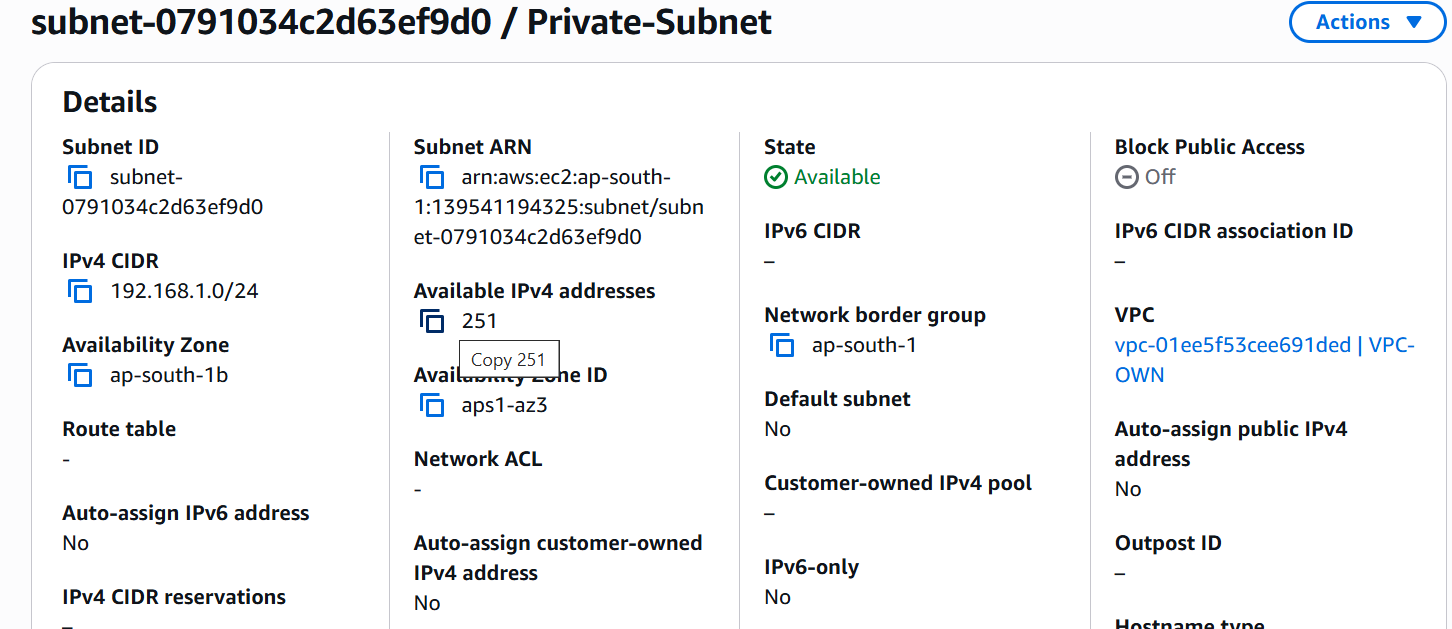 subnet-0791034c2d63ef9d0 / Private-Subnet
Actions
Details
Subnet ID
subnet-
0791034c2d63ef9d0
IPv4 CIDR
192.168.1.0/24
Availability Zone
ap-south-1b
Route table
-
Auto-assign IPv6 address
No
IPv4 CIDR reservations
–
Subnet ARN
arn:aws:ec2:ap-south-
1:139541194325:subnet/subn
et-0791034c2d63ef9d0
Available IPv4 addresses
251
Copy 251
Availability Zone ID
aps1-az3
Network ACL
-
Auto-assign customer-owned
IPv4 address
No
State
Available
IPv6 CIDR
–
Network border group
ap-south-1
Default subnet
No
Customer-owned IPv4 pool
–
IPv6-only
No
Block Public Access
Off
IPv6 CIDR association ID
–
VPC
vpc-01ee5f53cee691ded | VPC-
OWN
Auto-assign public IPv4
address
No
Outpost ID
–
Hostname type